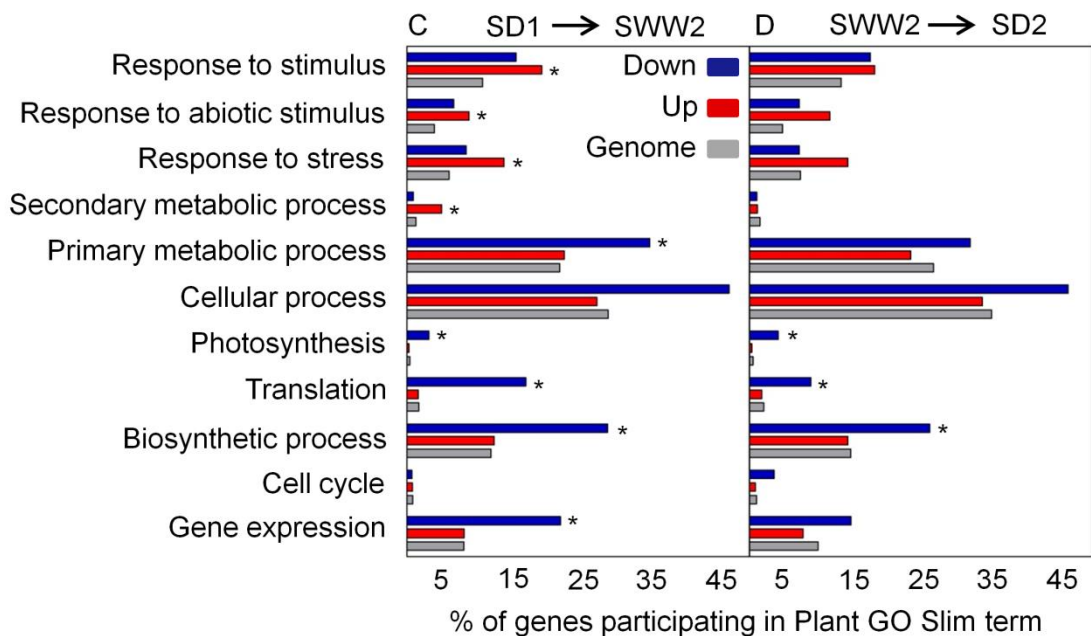 C SD1 → SWW2 D SWW2 → SD2
Response to stimulus
*
Down
Response to abiotic stimulus
*
Up
Response to stress
*
Genome
Secondary metabolic process
*
Primary metabolic process
*
Cellular process
Photosynthesis
* *
Translation
* *
Biosynthetic process
* *
Cell cycle
Gene expression
*
5 15 25 35 45 5 15 25 35 45
% of genes participating in Plant GO Slim term